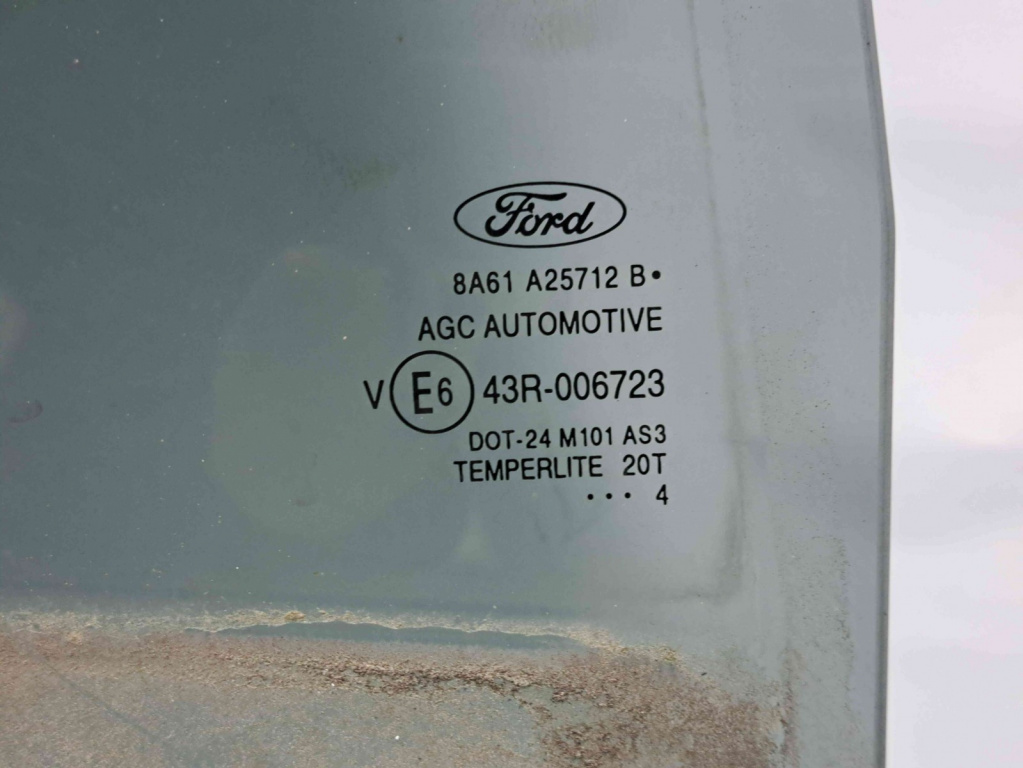 Ford
8A61 A25712 B•
AGC AUTOMOTIVE
V E6 43R-006723
DOT-24 M101 AS3
TEMPERLITE 20T
••• 4